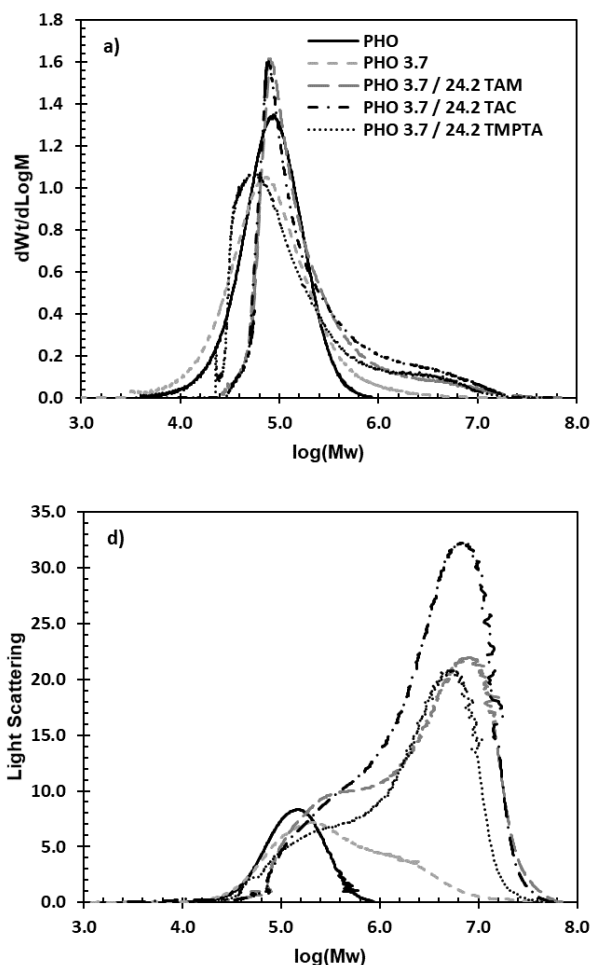 a)
PHO
PHO 3.7
PHO 3.7 / 24.2 TAM
PHO 3.7 / 24.2 TAC
PHO 3.7 / 24.2 TMPTA
dWt/dLogM
1.8
1.6
1.4
1.2
1.0
0.8
0.6
0.4
0.2
0.0
3.0 4.0 5.0 6.0 7.0 8.0
log(Mw)
d)
Light Scattering
35.0
30.0
25.0
20.0
15.0
10.0
5.0
0.0
3.0 4.0 5.0 6.0 7.0 8.0
log(Mw)